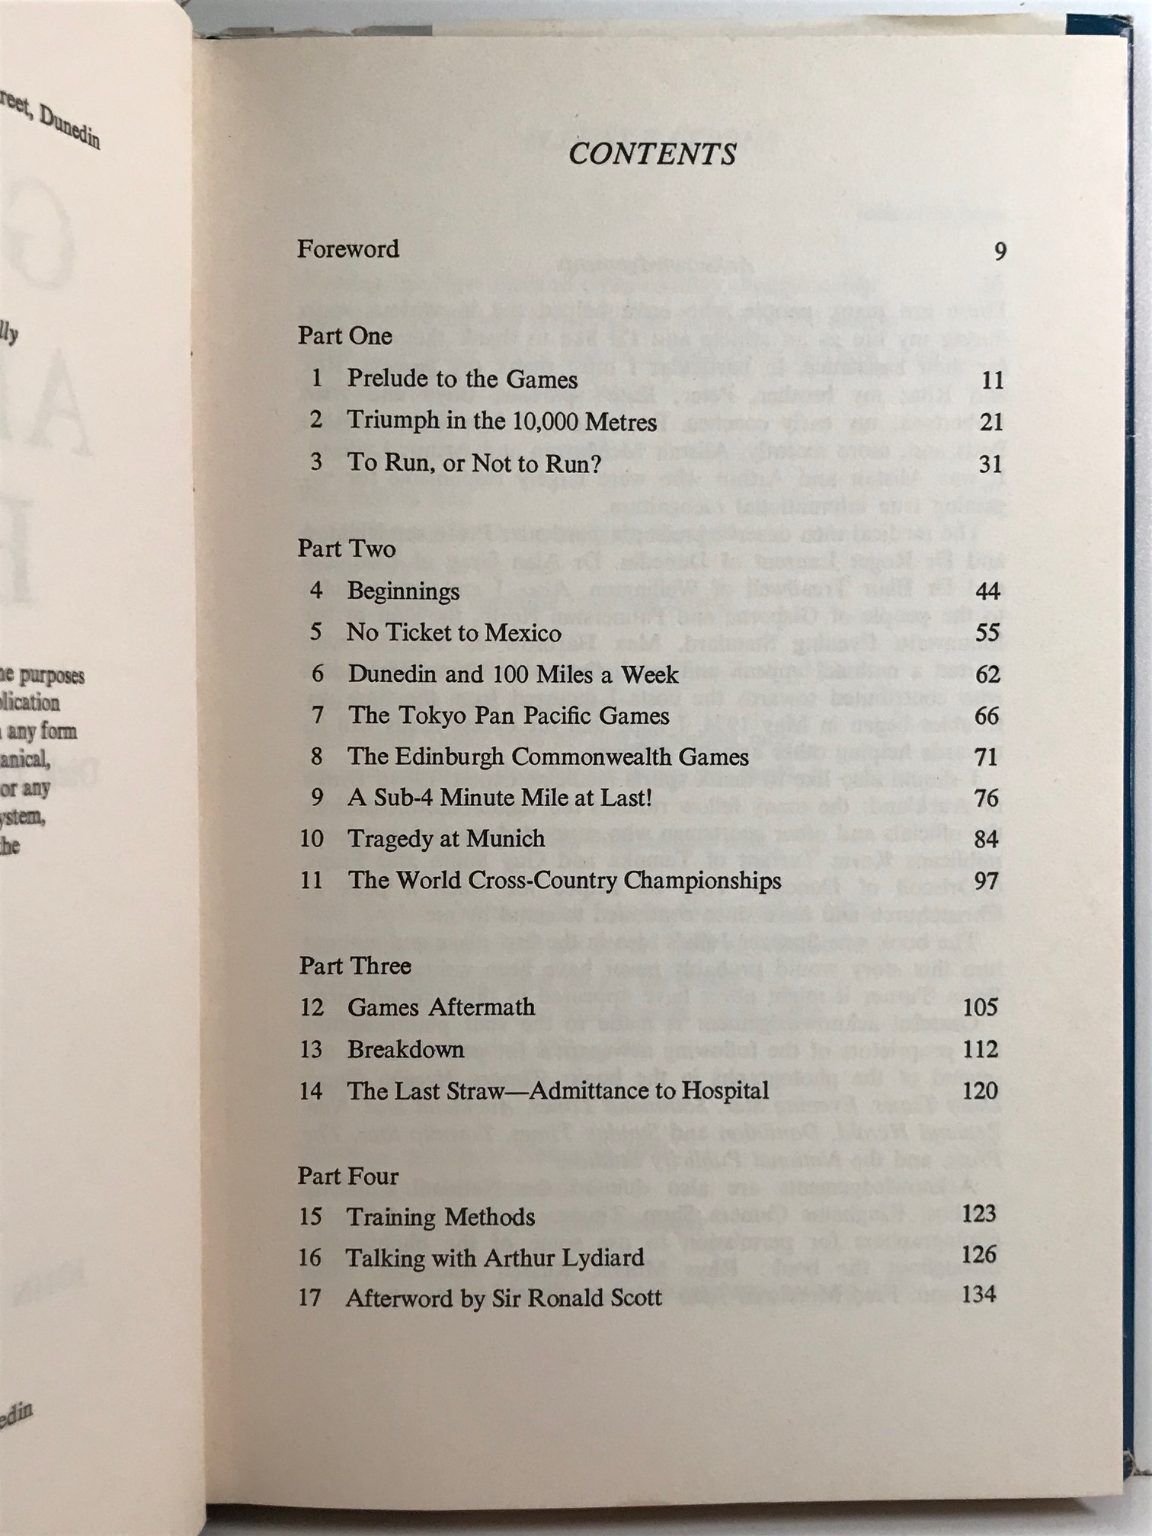 reet, Dunedin
lly
ne purposes
lication
any form
anical,
or any
ystem,
the
edin
CONTENTS
Foreword 9
Part One
1 Prelude to the Games 11
2 Triumph in the 10,000 Metres 21
3 To Run, or Not to Run? 31
Part Two
4 Beginnings 44
5 No Ticket to Mexico 55
6 Dunedin and 100 Miles a Week 62
7 The Tokyo Pan Pacific Games 66
8 The Edinburgh Commonwealth Games 71
9 A Sub-4 Minute Mile at Last! 76
10 Tragedy at Munich 84
11 The World Cross-Country Championships 97
Part Three
12 Games Aftermath 105
13 Breakdown 112
14 The Last Straw—Admittance to Hospital 120
Part Four
15 Training Methods 123
16 Talking with Arthur Lydiard 126
17 Afterword by Sir Ronald Scott 134